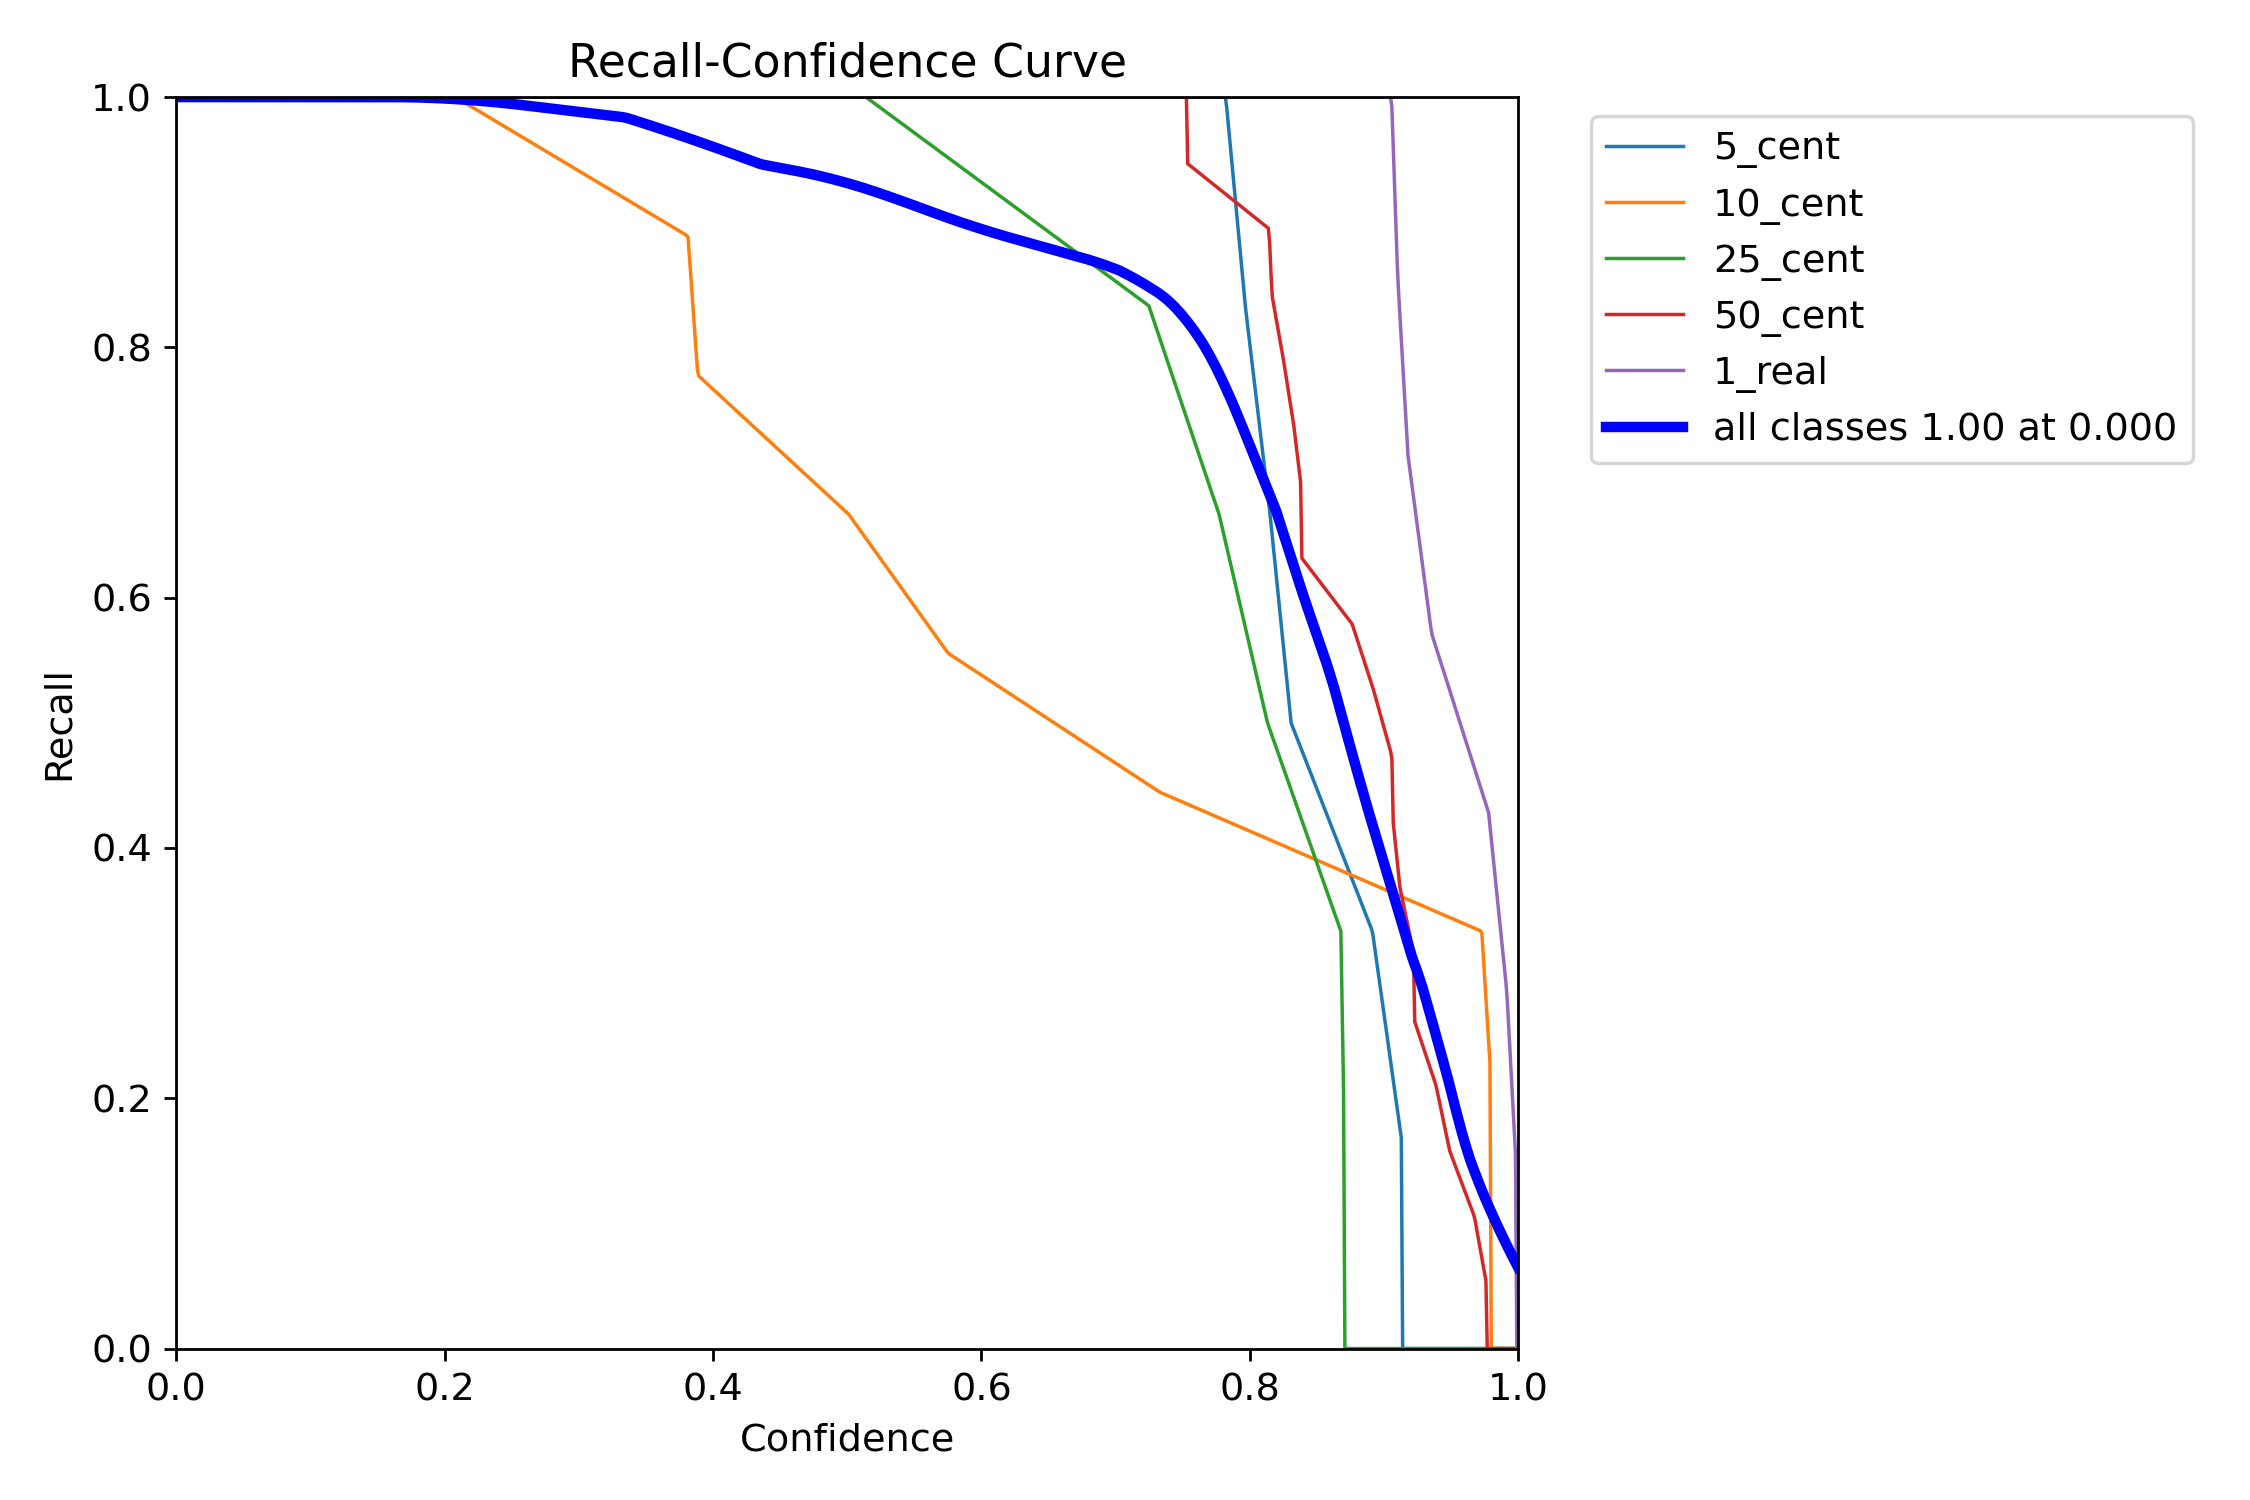 Recall-Confidence Curve
1.0
0.8
0.6
0.4
0.2
0.0
Recall
0.0 0.2 0.4 0.6 0.8 1.0
Confidence
5_cent
10_cent
25_cent
50_cent
1_real
all classes 1.00 at 0.000